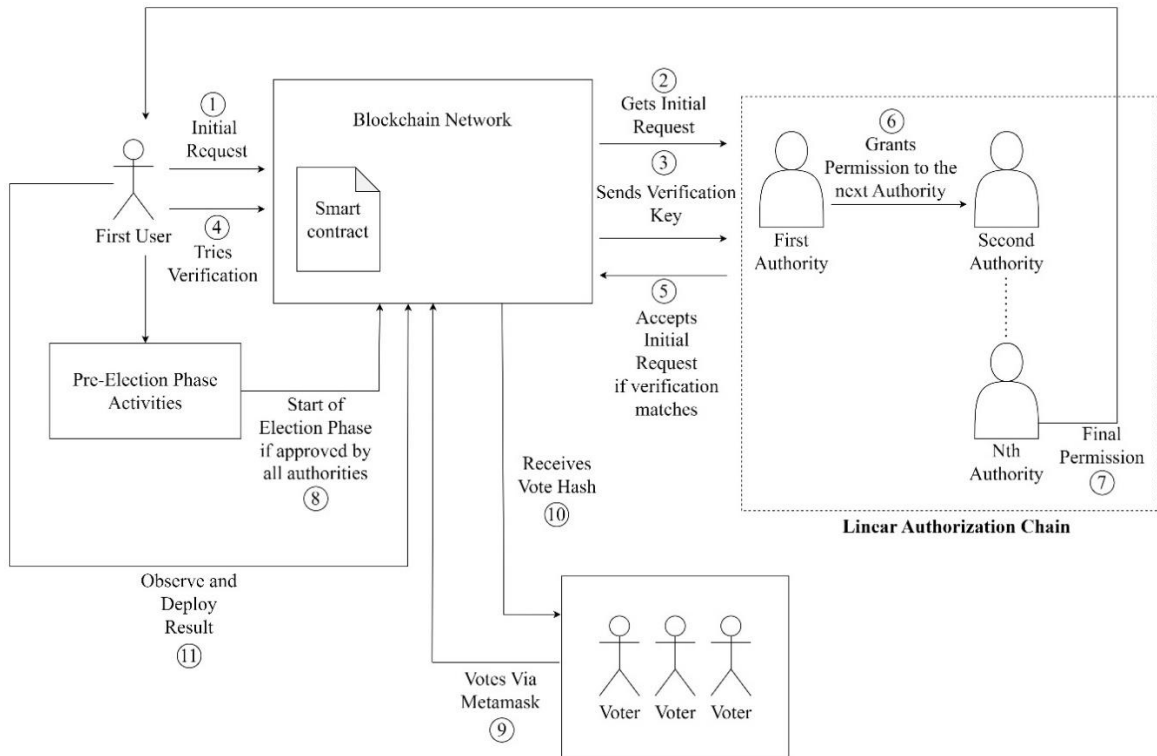 ①
Initial
Request
④
Tries
Verification
First User
Blockchain Network
Smart
contract
②
Gets Initial
Request
③
Sends Verification
Key
⑤
Accepts
Initial
Request
if verification
matches
⑥
Grants
Permission to the
next Authority
First
Authority
Second
Authority
Nth
Authority
Final
Permission
⑦
Linear Authorization Chain
Pre-Election Phase
Activities
Start of
Election Phase
if approved by
all authorities
⑧
Receives
Vote Hash
⑩
Observe and
Deploy
Result
⑪
Votes Via
Metamask
⑨
Voter Voter Voter